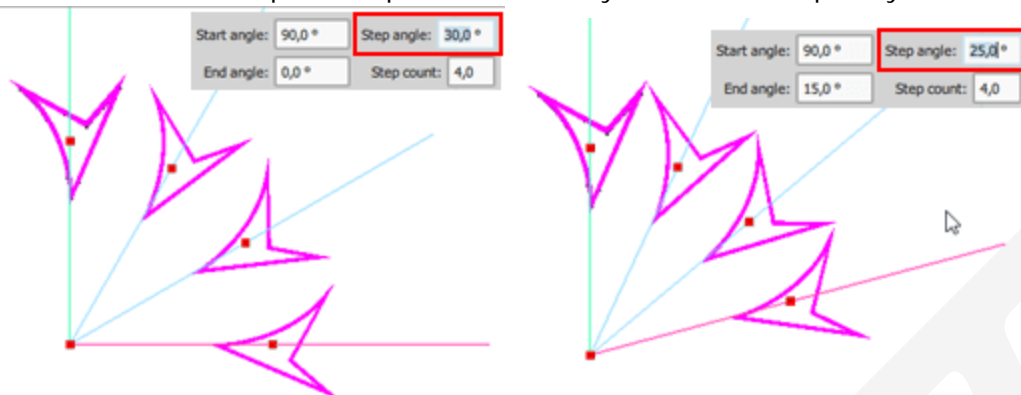 Start angle: 90,0 ° Step angle: 30,0 °
End angle: 0,0 ° Step count: 4,0
Start angle: 90,0 ° Step angle: 25,0 °
End angle: 15,0 ° Step count: 4,0